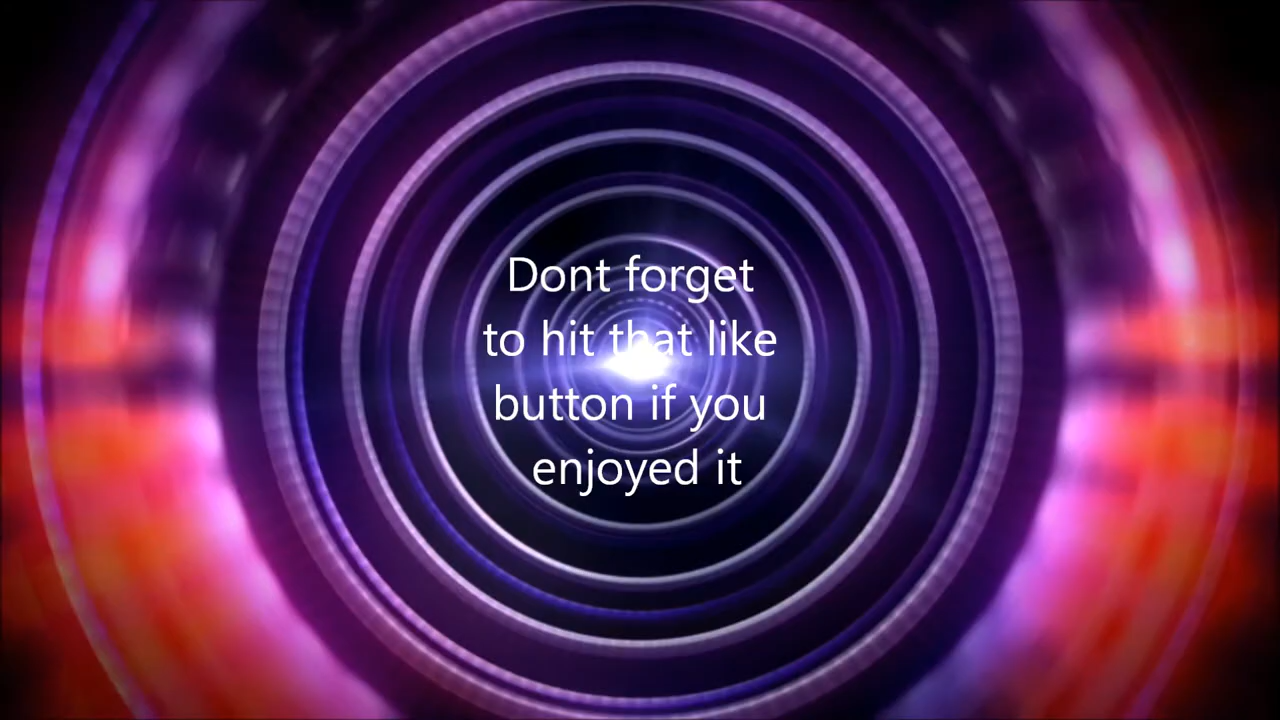 Dont forget
to hit that like
button if you
enjoyed it